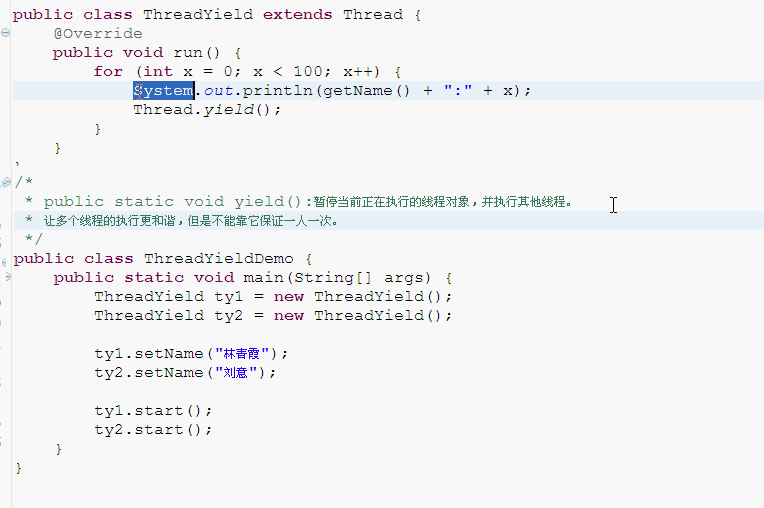 public class ThreadYield extends Thread {
@Override
public void run() {
for (int x = 0; x < 100; x++) {
System.out.println(getName() + ":" + x);
Thread.yield();
}
}
/*
* public static void yield():暂停当前正在执行的线程对象，并执行其他线程。
* 让多个线程的执行更和谐，但是不能靠它保证一人一次。
*/
public class ThreadYieldDemo {
public static void main(String[] args) {
ThreadYield ty1 = new ThreadYield();
ThreadYield ty2 = new ThreadYield();
ty1.setName("林青霞");
ty2.setName("刘意");
ty1.start();
ty2.start();
}
}